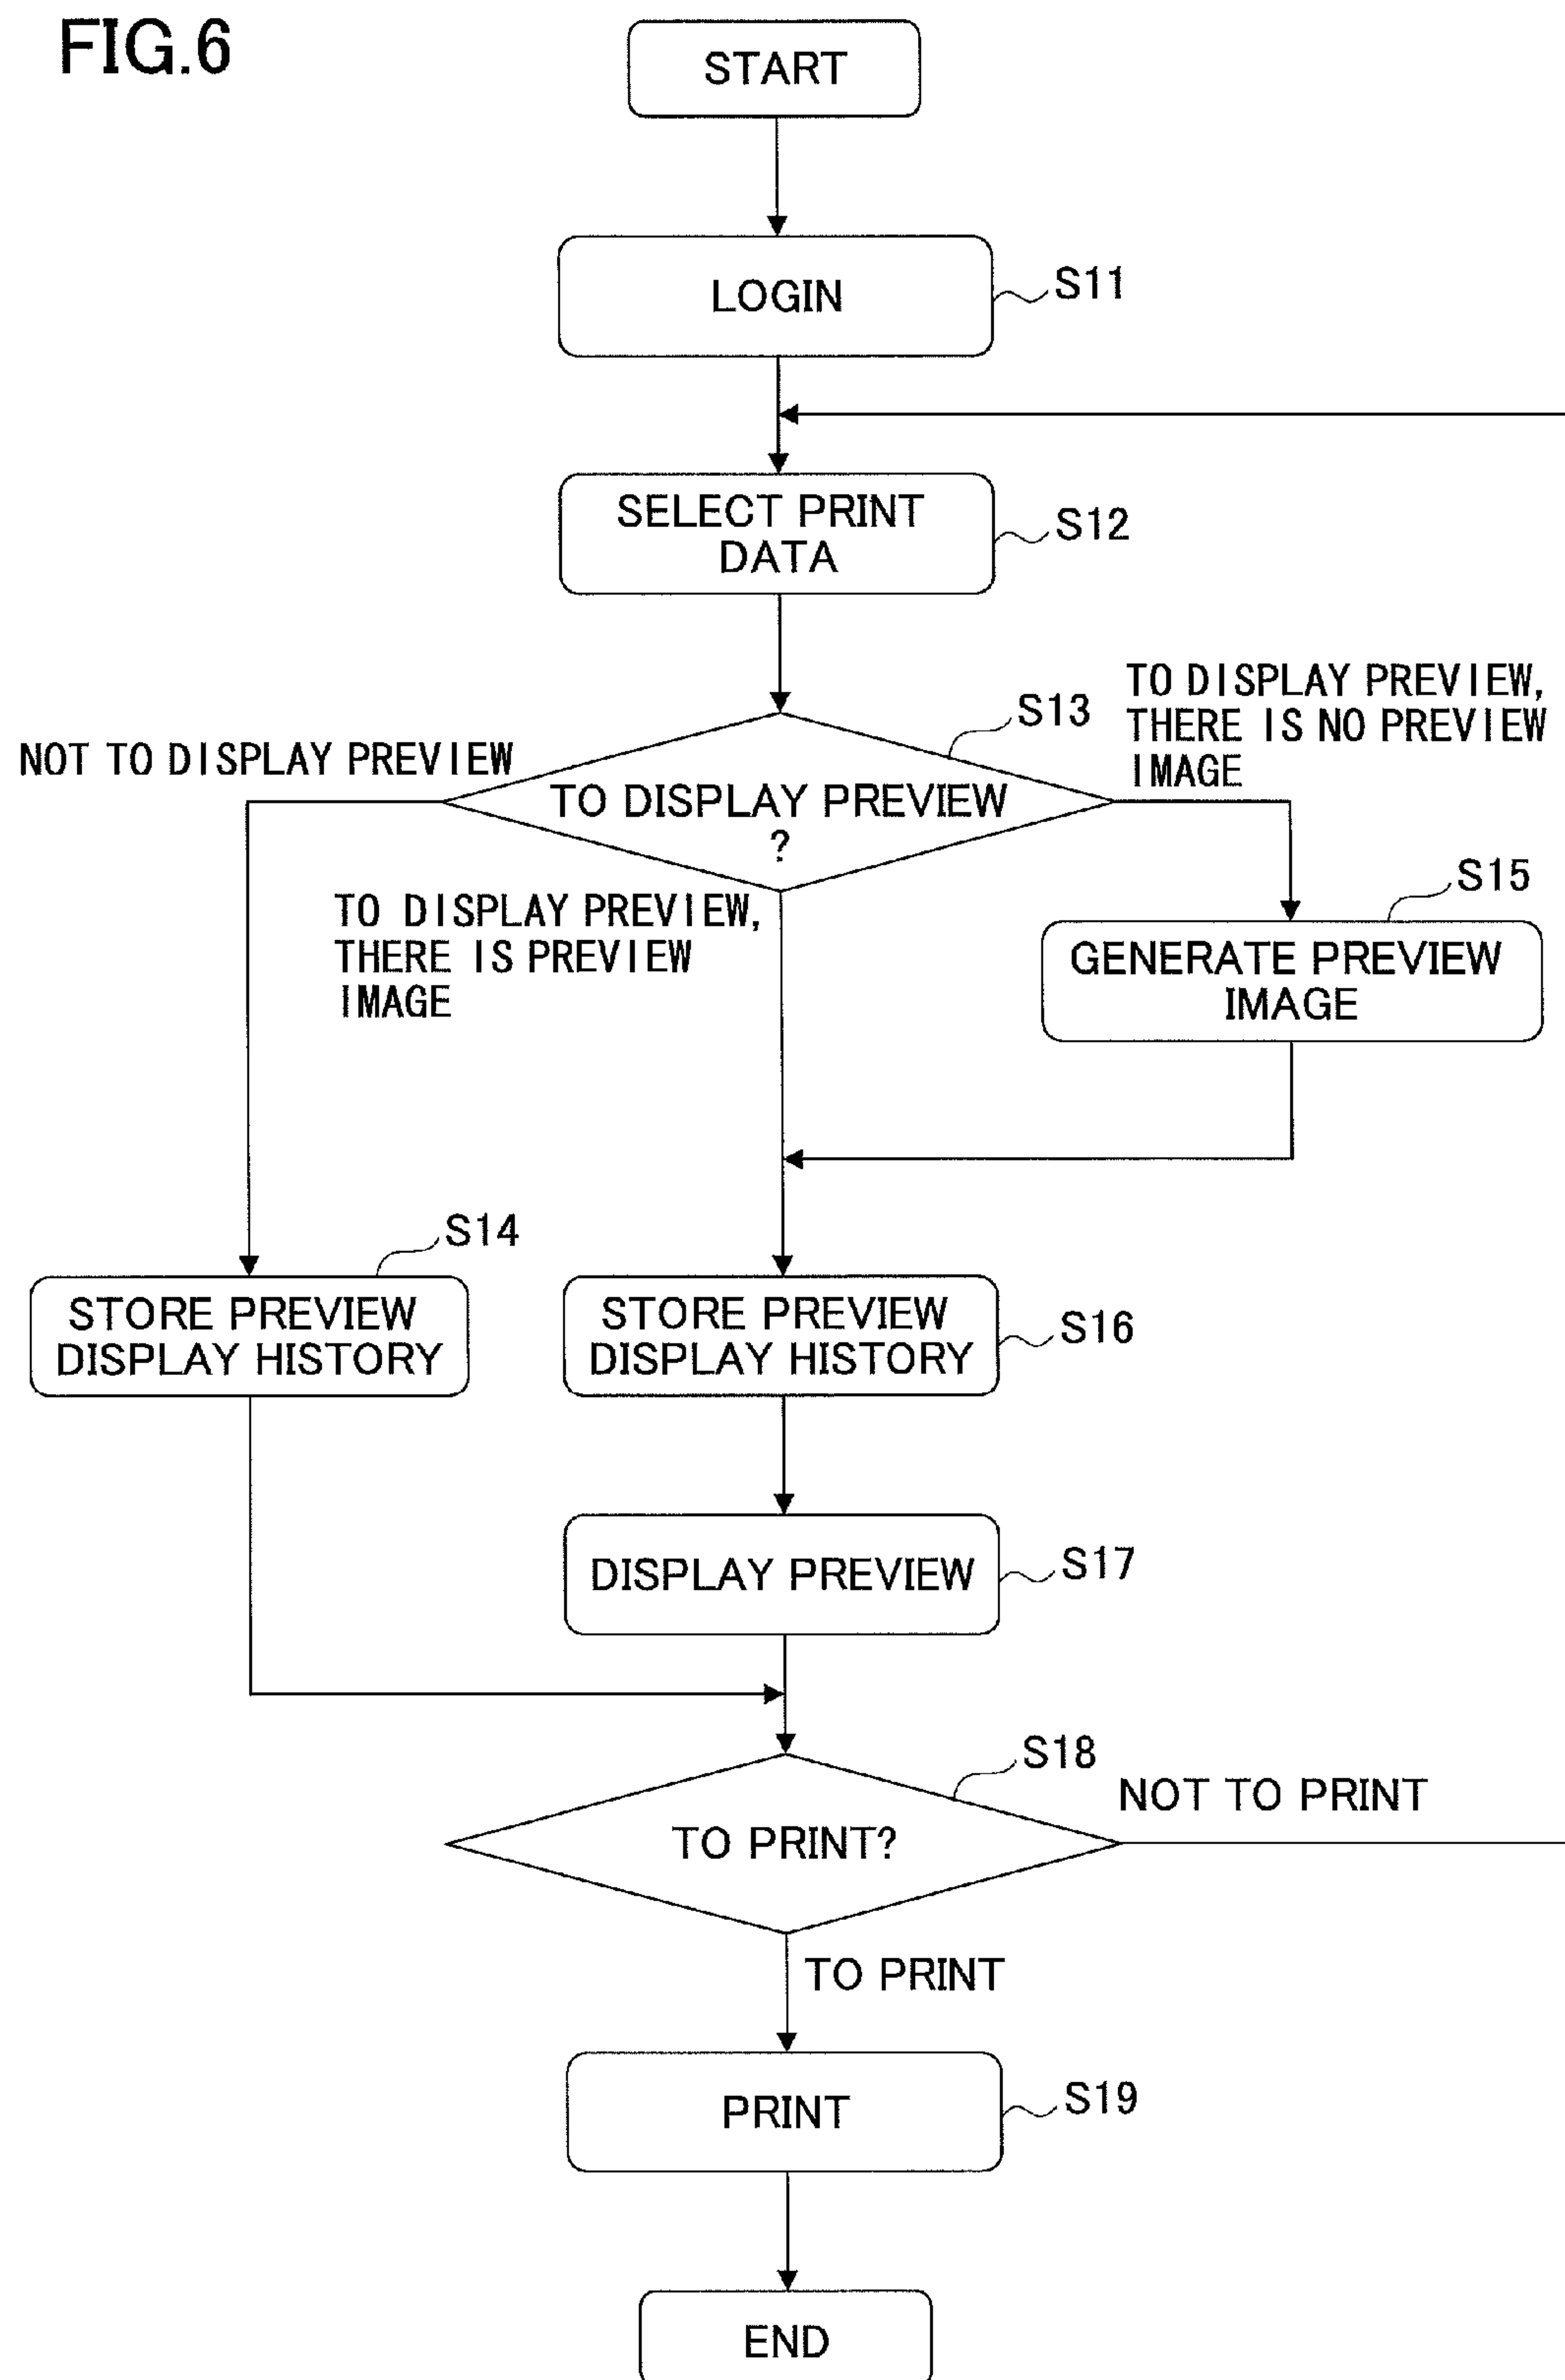 FIG.6
START
LOGIN
S11
SELECT PRINT
DATA
S12
S13
TO DISPLAY PREVIEW,
THERE IS NO PREVIEW
IMAGE
NOT TO DISPLAY PREVIEW
TO DISPLAY PREVIEW
?
TO DISPLAY PREVIEW,
THERE IS PREVIEW
IMAGE
S15
GENERATE PREVIEW
IMAGE
S14
STORE PREVIEW
DISPLAY HISTORY
STORE PREVIEW
DISPLAY HISTORY
S16
DISPLAY PREVIEW
S17
S18
TO PRINT?
NOT TO PRINT
TO PRINT
PRINT
S19
END